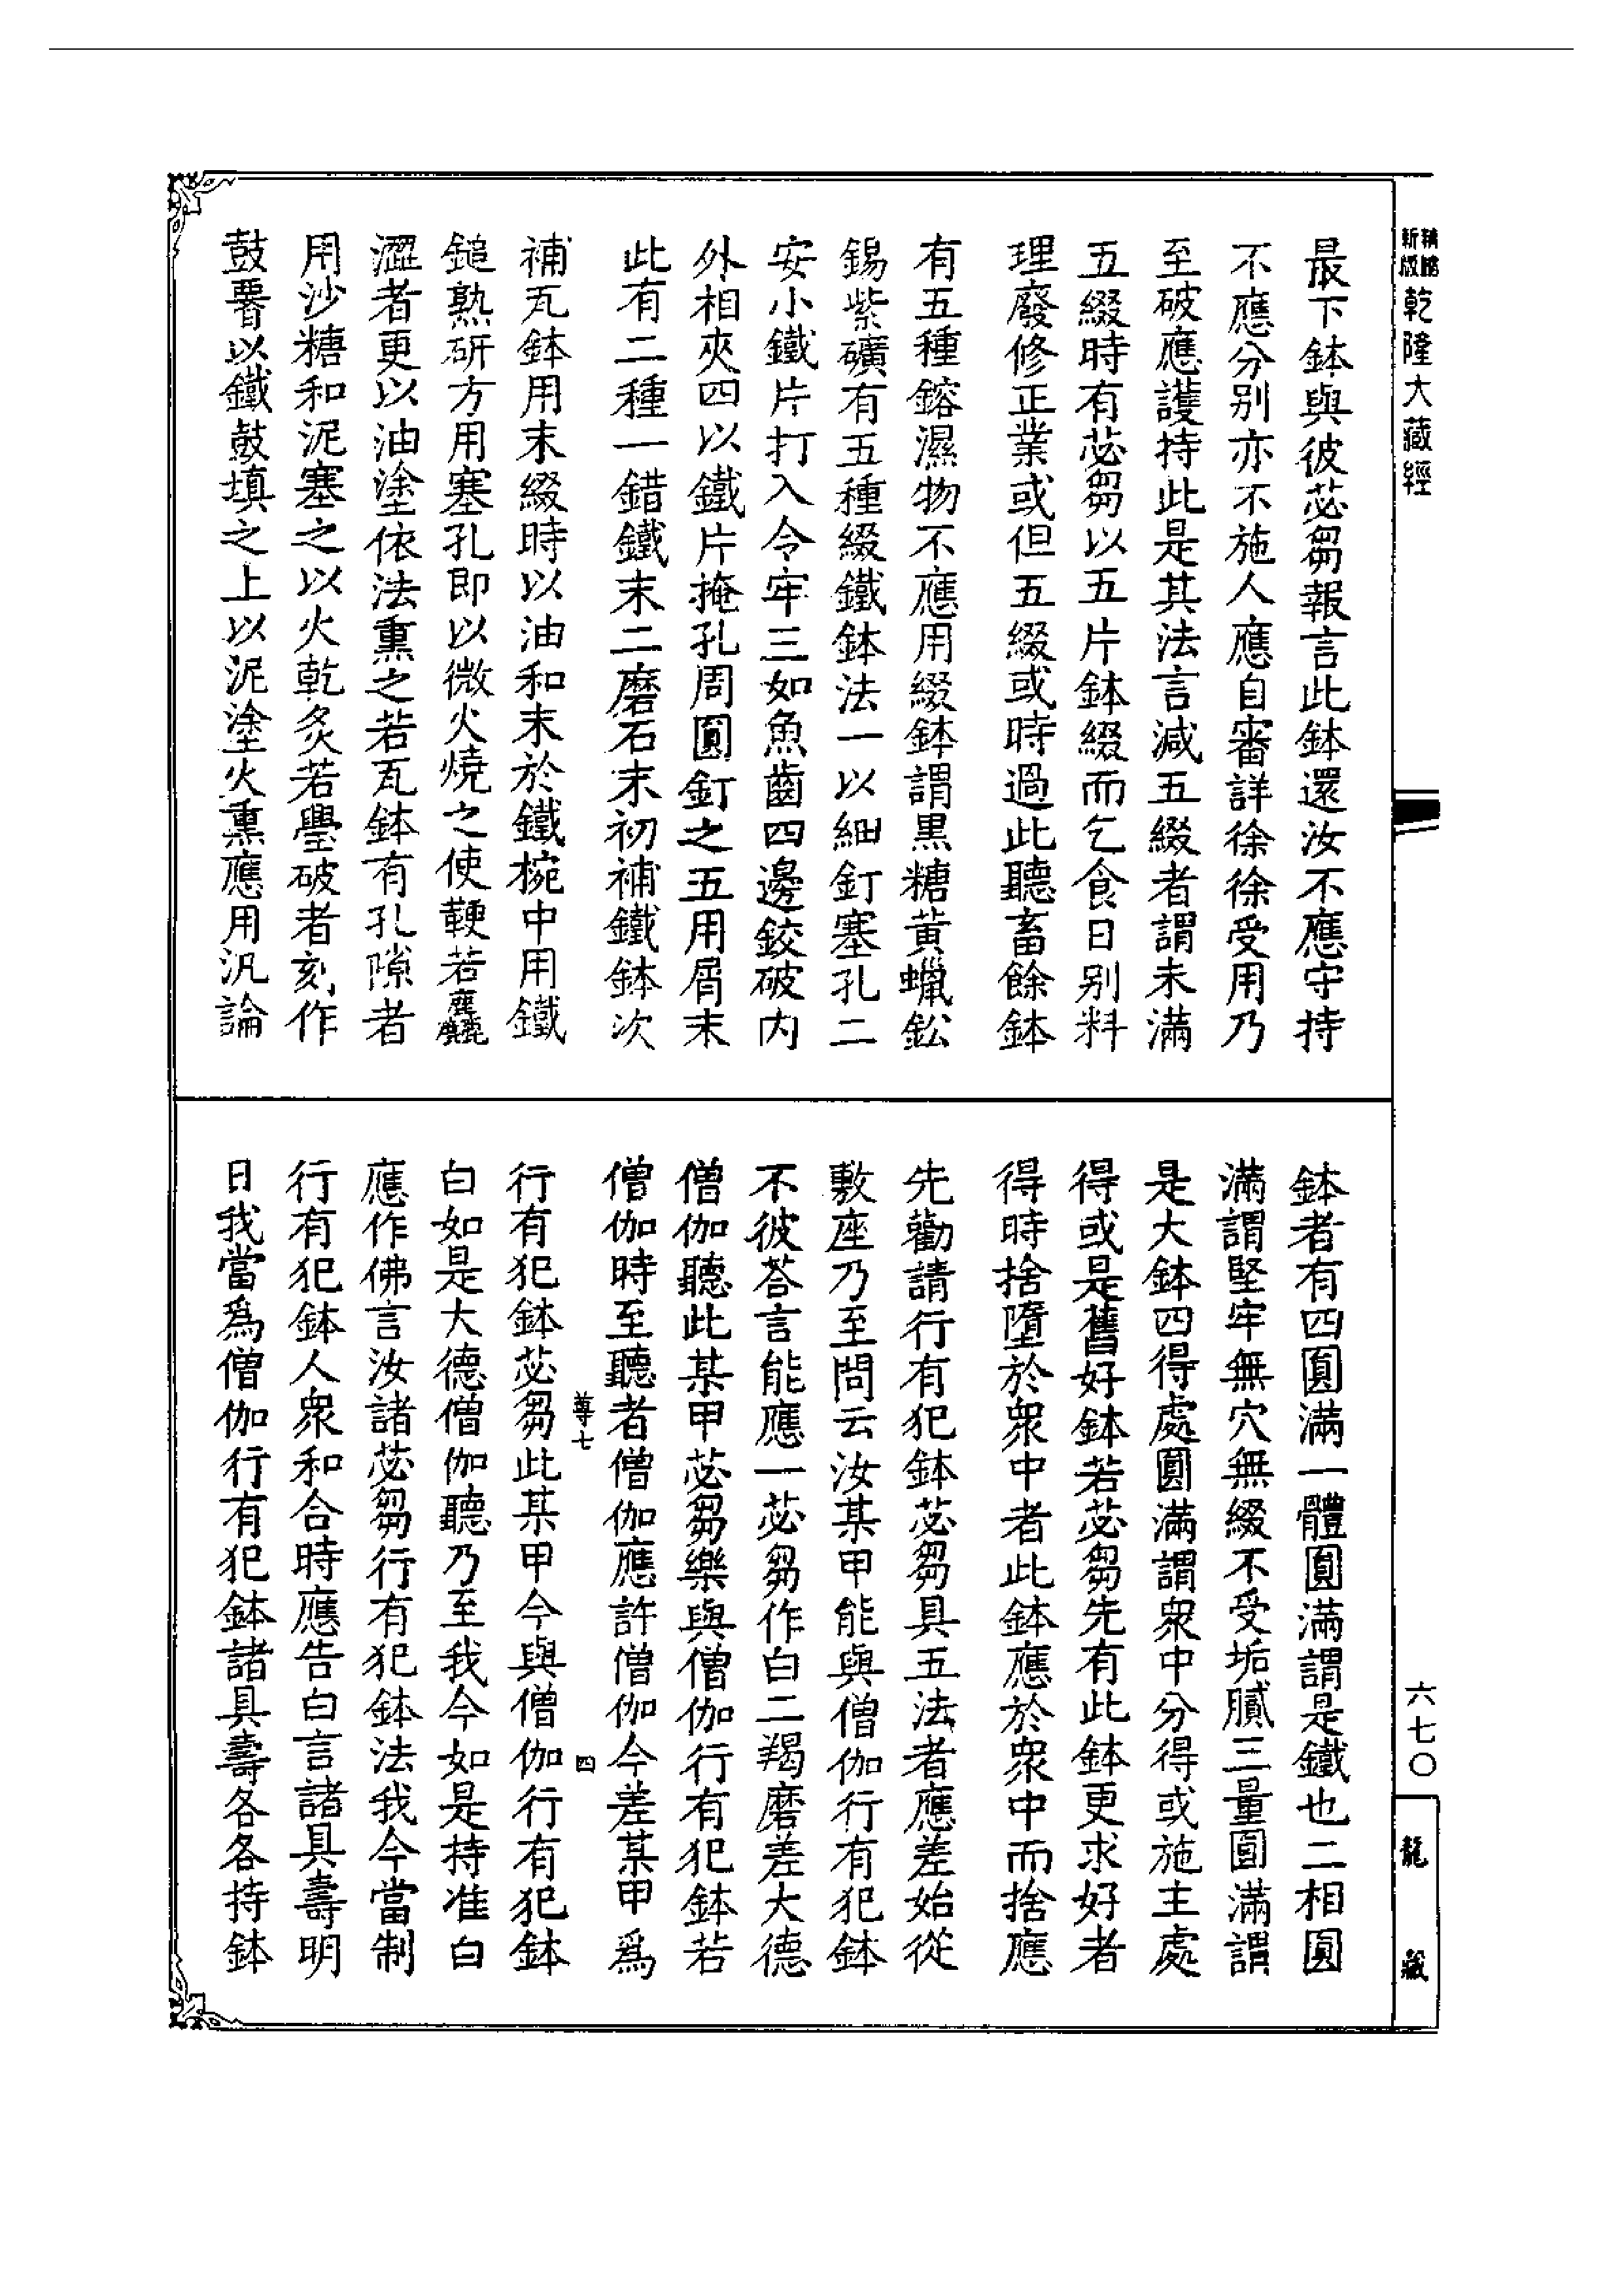 新版
精縮
乾隆大藏經
六七〇
龍藏
最下鉢與彼苾芻報言此鉢還汝不應守持
不應分别亦不施人應自審詳徐徐受用乃
至破應護持此是其法言減五綴者謂未滿
五綴時有苾芻以五片鉢綴而乞食日别料
理廢修正業或但五綴或時過此聽畜餘鉢
有五種鎔濕物不應用綴鉢謂黑糖黄蠟鈆
錫紫礦有五種綴鐵鉢法一以細釘塞孔二
安小鐵片打入令牢三如魚齒四邊鉸破内
外相夾四以鐵片掩孔周圓釘之五用屑末
此有二種一錯鐵末二磨石末初補鐵鉢次
補瓦鉢用末綴時以油和末於鐵椀中用鐵
鎚熟研方用塞孔即以微火燒之使鞕若麤
澀者更以油塗依法熏之若瓦鉢有孔隙者
用沙糖和泥塞之以火乾炙若璺破者刻作
鼓䫦以鐵鼓填之上以泥塗火熏應用汎論
鉢者有四圓滿一體圓滿謂是鐵也二相圓
滿謂堅牢無穴無綴不受垢膩三量圓滿謂
是大鉢四得處圓滿謂衆中分得或施主處
得或是舊好鉢若苾芻先有此鉢更求好者
得時捨墮於衆中者此鉢應於衆中而捨應
先勸請行有犯鉢苾芻具五法者應差始從
敷座乃至問云汝某甲能與僧伽行有犯鉢
不彼荅言能應一苾芻作白二羯磨差大德
僧伽聽此某甲苾芻樂與僧伽行有犯鉢若
僧伽時至聽者僧伽應許僧伽今差某甲爲
尊七
四
行有犯鉢苾芻此某甲今與僧伽行有犯鉢
白如是大德僧伽聽乃至我今如是持准白
應作佛言汝諸苾芻行有犯鉢法我今當制
行有犯鉢人衆和合時應告白言諸具壽明
日我當爲僧伽行有犯鉢諸具壽各各持鉢